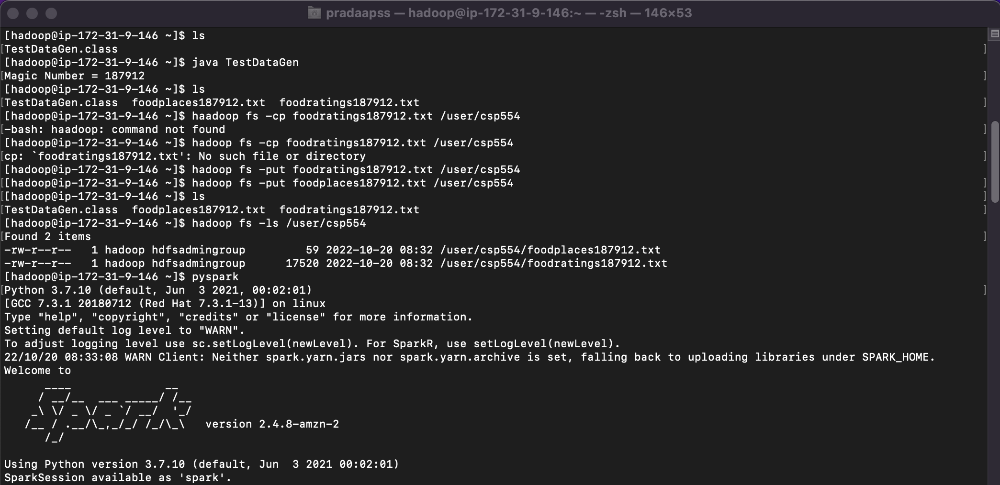 pradaapss — hadoop@ip-172-31-9-146:~ — -zsh — 146×53
[hadoop@ip-172-31-9-146 ~]$ ls
[TestDataGen.class ]
[hadoop@ip-172-31-9-146 ~]$ java TestDataGen
[Magic Number = 187912 ]
[hadoop@ip-172-31-9-146 ~]$ ls
[TestDataGen.class  foodplaces187912.txt  foodratings187912.txt ]
[hadoop@ip-172-31-9-146 ~]$ haadoop fs -cp foodratings187912.txt /user/csp554
[-bash: haadoop: command not found ]
[hadoop@ip-172-31-9-146 ~]$ hadoop fs -cp foodratings187912.txt /user/csp554
[cp: `foodratings187912.txt': No such file or directory ]
[hadoop@ip-172-31-9-146 ~]$ hadoop fs -put foodratings187912.txt /user/csp554
[[hadoop@ip-172-31-9-146 ~]$ hadoop fs -put foodplaces187912.txt /user/csp554 ]
[[hadoop@ip-172-31-9-146 ~]$ ls ]
[TestDataGen.class  foodplaces187912.txt  foodratings187912.txt ]
[hadoop@ip-172-31-9-146 ~]$ hadoop fs -ls /user/csp554
[Found 2 items ]
-rw-r--r--   1 hadoop hdfsadmingroup         59 2022-10-20 08:32 /user/csp554/foodplaces187912.txt
-rw-r--r--   1 hadoop hdfsadmingroup      17520 2022-10-20 08:32 /user/csp554/foodratings187912.txt
[hadoop@ip-172-31-9-146 ~]$ pyspark
[Python 3.7.10 (default, Jun  3 2021, 00:02:01) ]
[GCC 7.3.1 20180712 (Red Hat 7.3.1-13)] on linux
Type "help", "copyright", "credits" or "license" for more information.
Setting default log level to "WARN".
To adjust logging level use sc.setLogLevel(newLevel). For SparkR, use setLogLevel(newLevel).
22/10/20 08:33:08 WARN Client: Neither spark.yarn.jars nor spark.yarn.archive is set, falling back to uploading libraries under SPARK_HOME.
Welcome to
      ____              __
     / __/__  ___ _____/ /__
    _\ \/ _ \/ _ `/ __/  '_/
   /__ / .__/\_,_/_/ /_/\_\   version 2.4.8-amzn-2
      /_/
Using Python version 3.7.10 (default, Jun  3 2021 00:02:01)
SparkSession available as 'spark'.